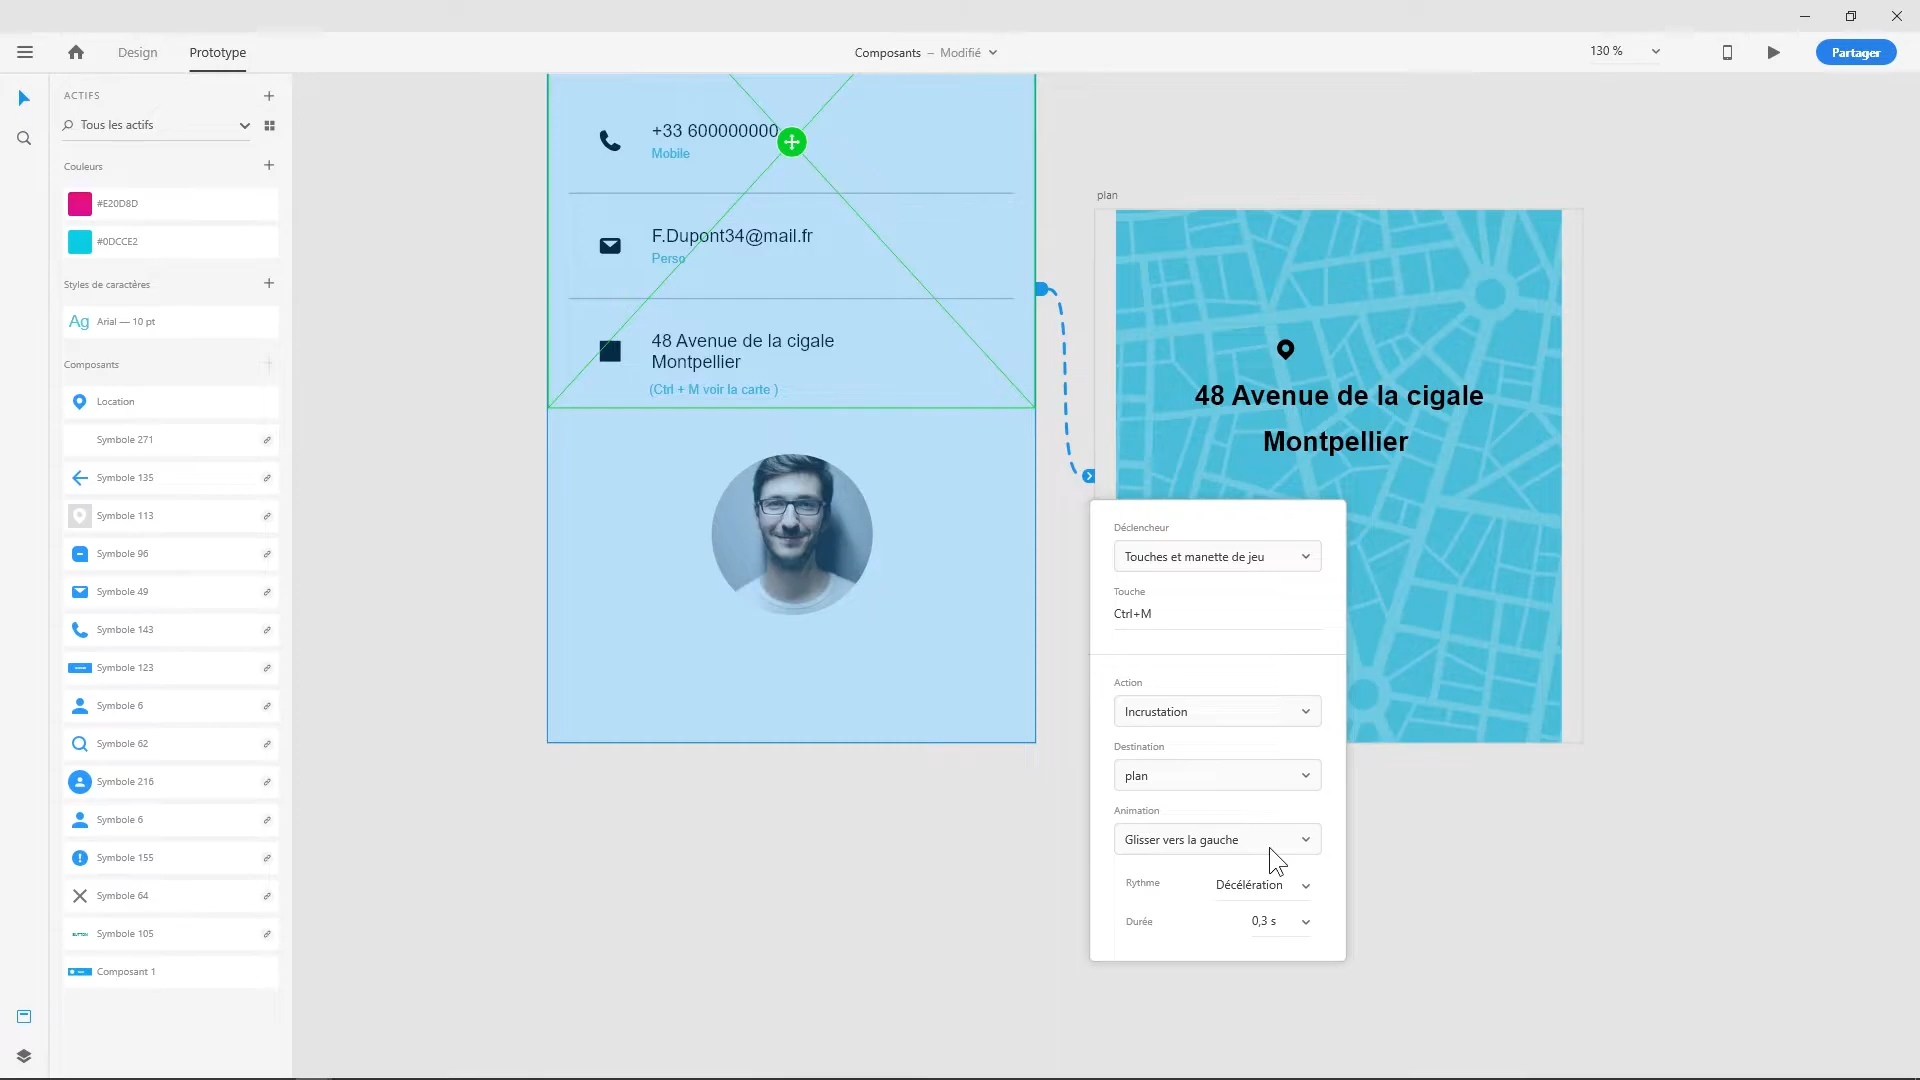 Design
Prototype
Composants – Modifié
130 %
Partager
ACTIFS
Tous les actifs
Couleurs
#E20D8D
#0DCCE2
Styles de caractères
Ag Arial — 10 pt
Composants
Location
Symbole 271
Symbole 135
Symbole 113
Symbole 96
Symbole 49
Symbole 143
Symbole 123
Symbole 6
Symbole 62
Symbole 216
Symbole 6
Symbole 155
Symbole 64
BUTTON
Symbole 105
Composant 1
+33 600000000
Mobile
F.Dupont34@mail.fr
Perso
48 Avenue de la cigale
Montpellier
(Ctrl + M voir la carte )
plan
48 Avenue de la cigale
Montpellier
Déclencheur
Touches et manette de jeu
Touche
Ctrl+M
Action
Incrustation
Destination
plan
Animation
Glisser vers la gauche
Rythme
Décélération
Durée
0,3 s